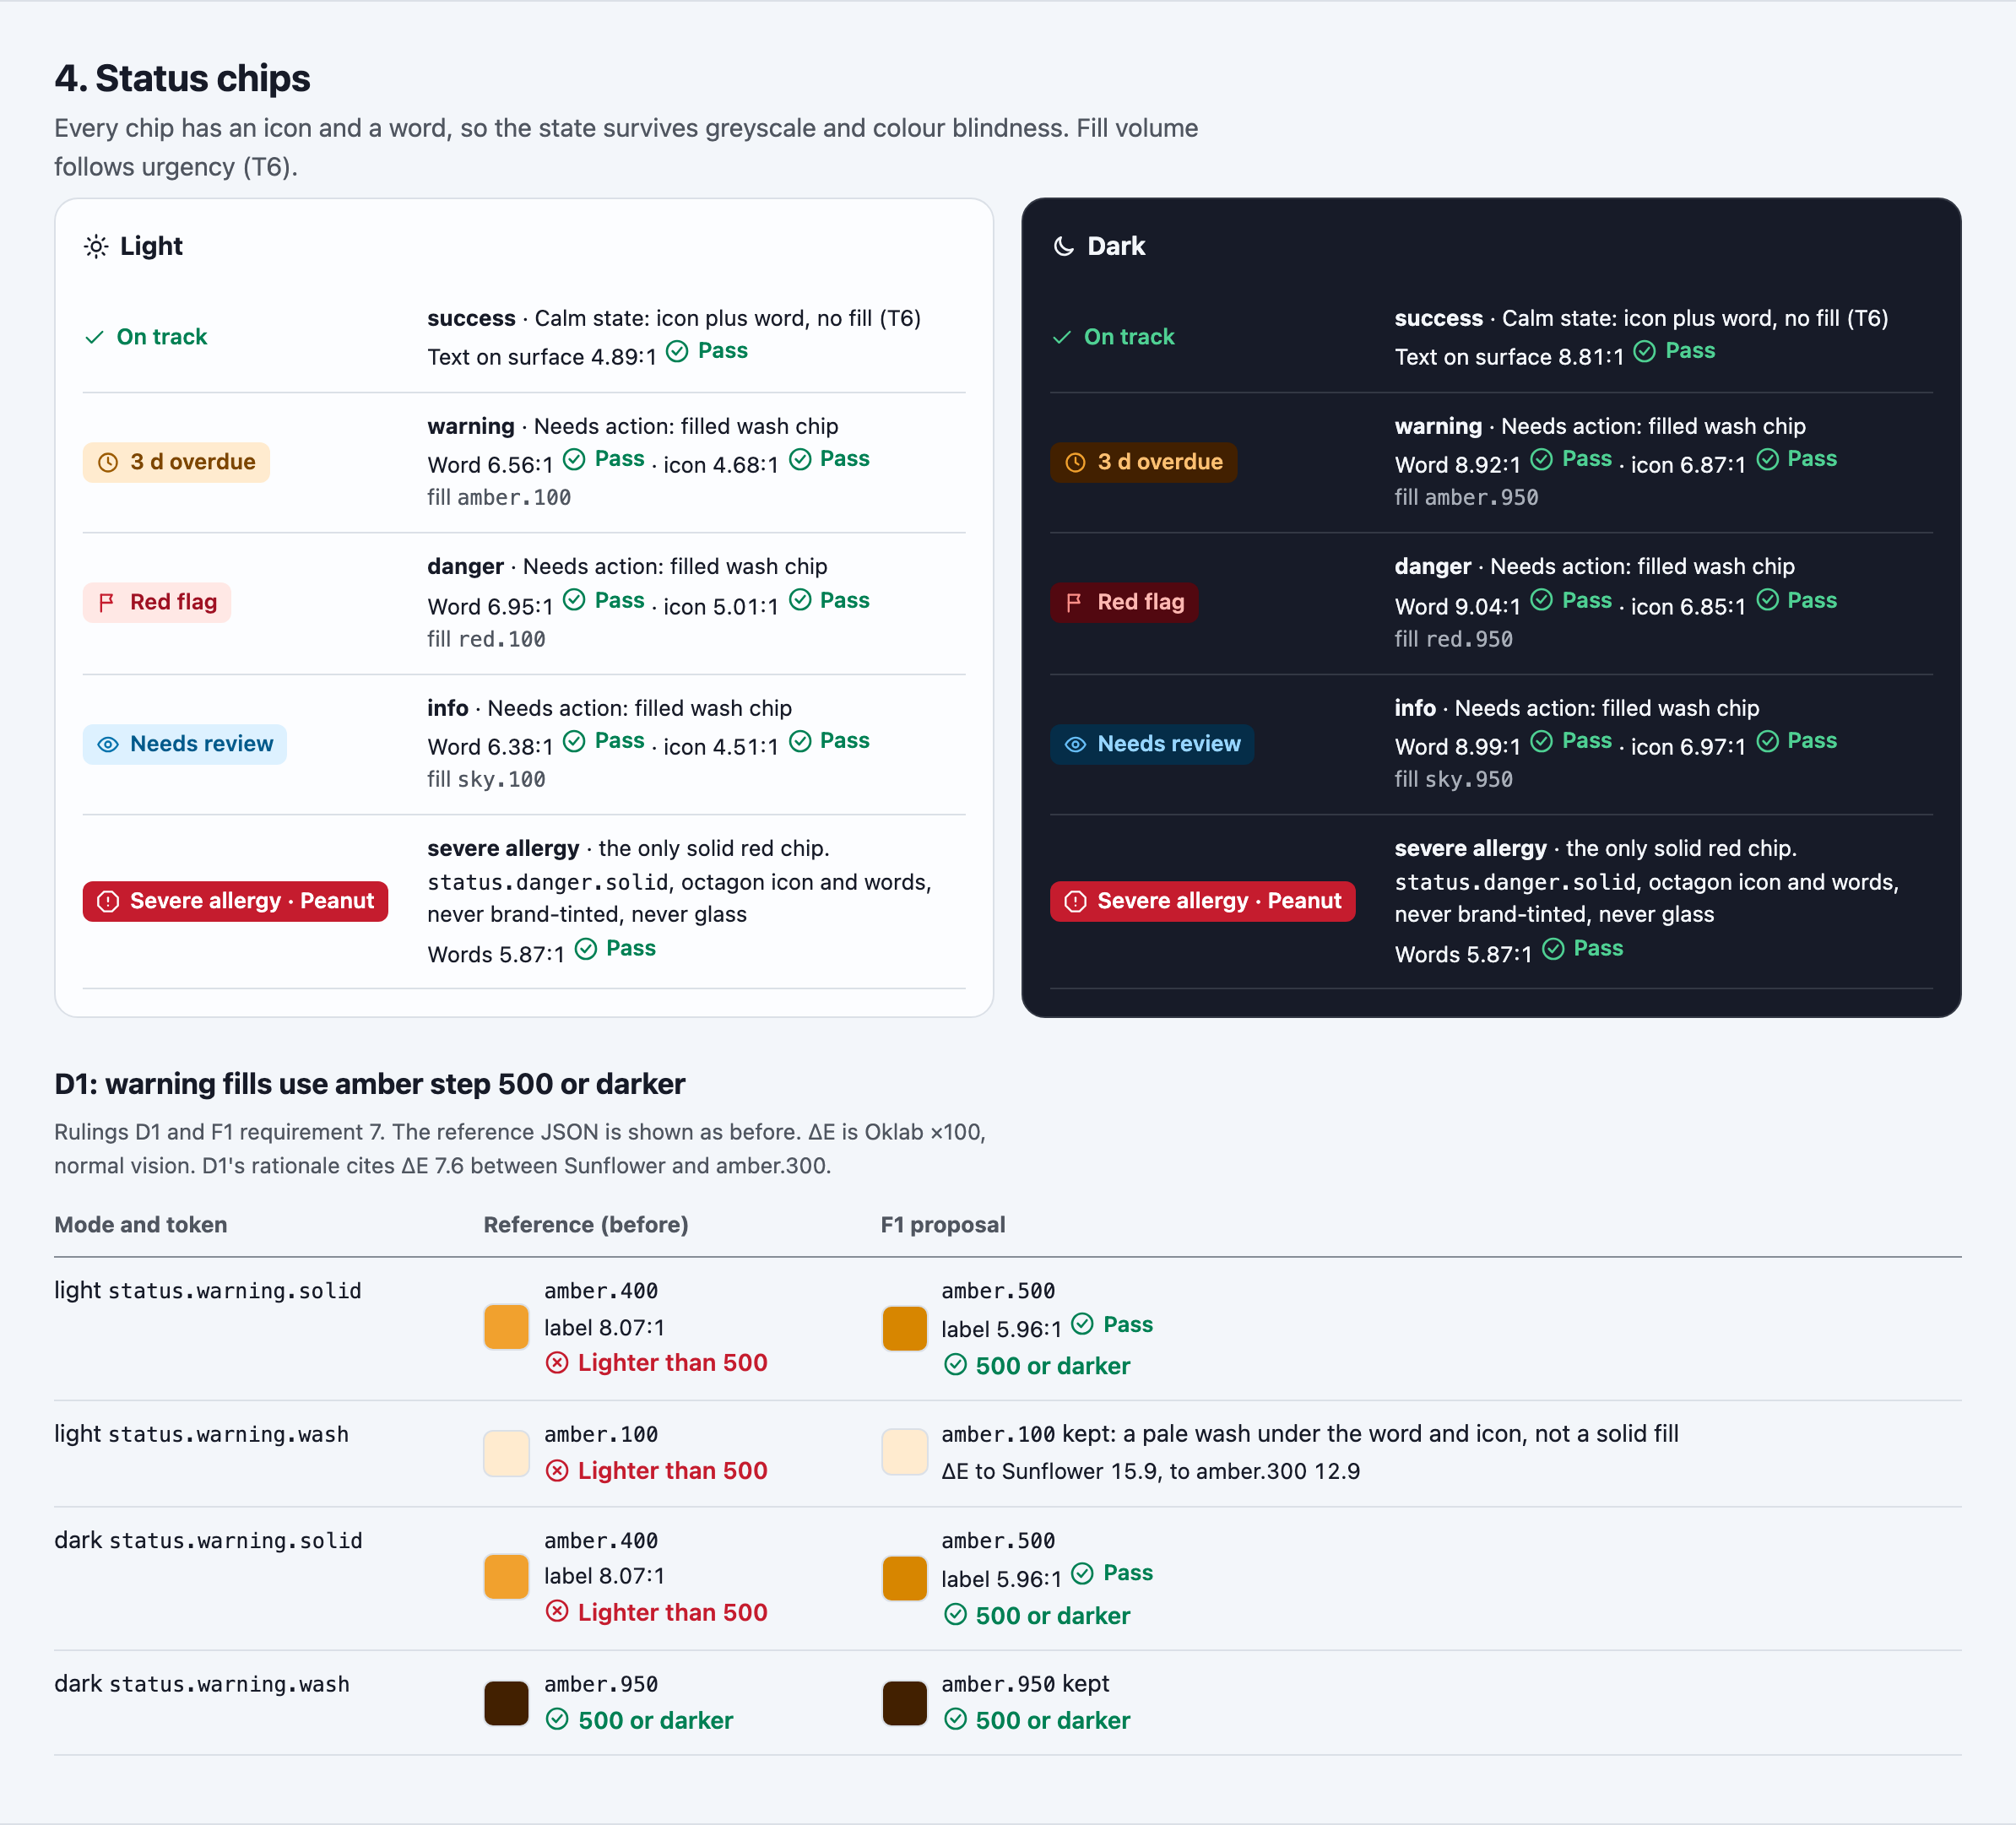 4. Status chips
Every chip has an icon and a word, so the state survives greyscale and colour blindness. Fill volume
follows urgency (T6).
Light
On track
success · Calm state: icon plus word, no fill (T6)
Text on surface 4.89:1 Pass
3 d overdue
warning · Needs action: filled wash chip
Word 6.56:1 Pass · icon 4.68:1 Pass
fill amber.100
Red flag
danger · Needs action: filled wash chip
Word 6.95:1 Pass · icon 5.01:1 Pass
fill red.100
Needs review
info · Needs action: filled wash chip
Word 6.38:1 Pass · icon 4.51:1 Pass
fill sky.100
Severe allergy · Peanut
severe allergy · the only solid red chip.
status.danger.solid, octagon icon and words,
never brand-tinted, never glass
Words 5.87:1 Pass
Dark
On track
success · Calm state: icon plus word, no fill (T6)
Text on surface 8.81:1 Pass
3 d overdue
warning · Needs action: filled wash chip
Word 8.92:1 Pass · icon 6.87:1 Pass
fill amber.950
Red flag
danger · Needs action: filled wash chip
Word 9.04:1 Pass · icon 6.85:1 Pass
fill red.950
Needs review
info · Needs action: filled wash chip
Word 8.99:1 Pass · icon 6.97:1 Pass
fill sky.950
Severe allergy · Peanut
severe allergy · the only solid red chip.
status.danger.solid, octagon icon and words,
never brand-tinted, never glass
Words 5.87:1 Pass
D1: warning fills use amber step 500 or darker
Rulings D1 and F1 requirement 7. The reference JSON is shown as before. ΔE is Oklab ×100,
normal vision. D1's rationale cites ΔE 7.6 between Sunflower and amber.300.
Mode and token
Reference (before)
F1 proposal
light status.warning.solid
amber.400
label 8.07:1
Lighter than 500
amber.500
label 5.96:1 Pass
500 or darker
light status.warning.wash
amber.100
Lighter than 500
amber.100 kept: a pale wash under the word and icon, not a solid fill
ΔE to Sunflower 15.9, to amber.300 12.9
dark status.warning.solid
amber.400
label 8.07:1
Lighter than 500
amber.500
label 5.96:1 Pass
500 or darker
dark status.warning.wash
amber.950
500 or darker
amber.950 kept
500 or darker